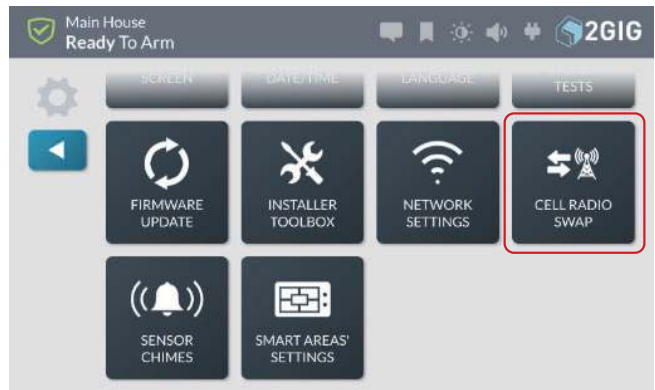 Main House
Ready To Arm
2GIG
SCREEN
DATE/TIME
LANGUAGE
TESTS
FIRMWARE
UPDATE
INSTALLER
TOOLBOX
NETWORK
SETTINGS
CELL RADIO
SWAP
SENSOR
CHIMES
SMART AREAS'
SETTINGS